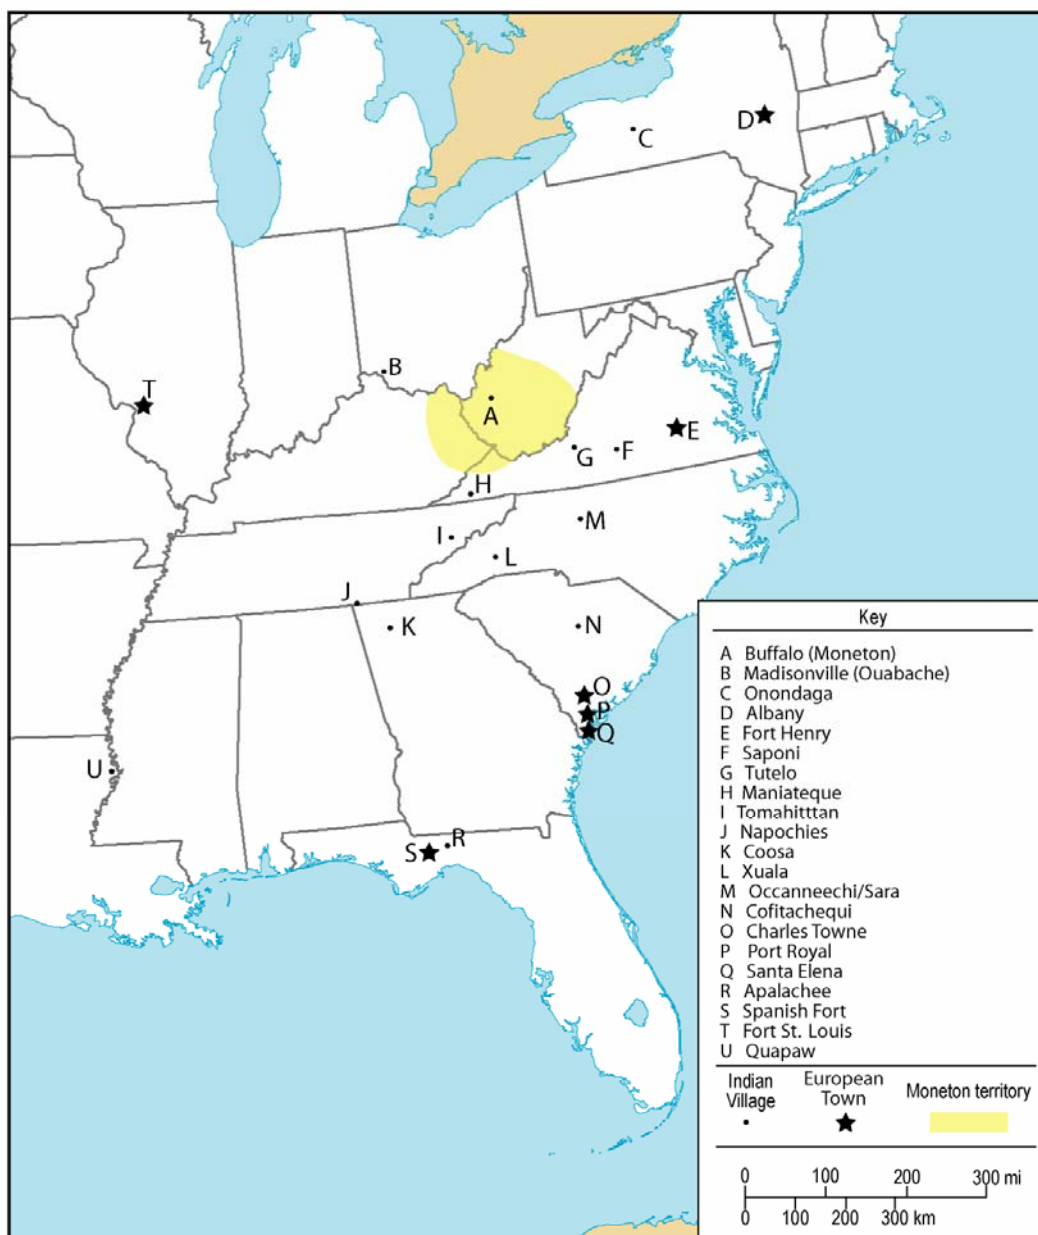 D
C
B
T
A
E
G
F
H
M
I
L
J
K
N
O
P
Q
U
S
R
Key
A Buffalo (Moneton)
B Madisonville (Ouabache)
C Onondaga
D Albany
E Fort Henry
F Saponi
G Tutelo
H Maniateque
I Tomahitttan
J Napochies
K Coosa
L Xuala
M Occanneechi/Sara
N Cofitachequi
O Charles Towne
P Port Royal
Q Santa Elena
R Apalachee
S Spanish Fort
T Fort St. Louis
U Quapaw
Indian
Village
European
Town
Moneton territory
0 100 200 300 mi
0 100 200 300 km